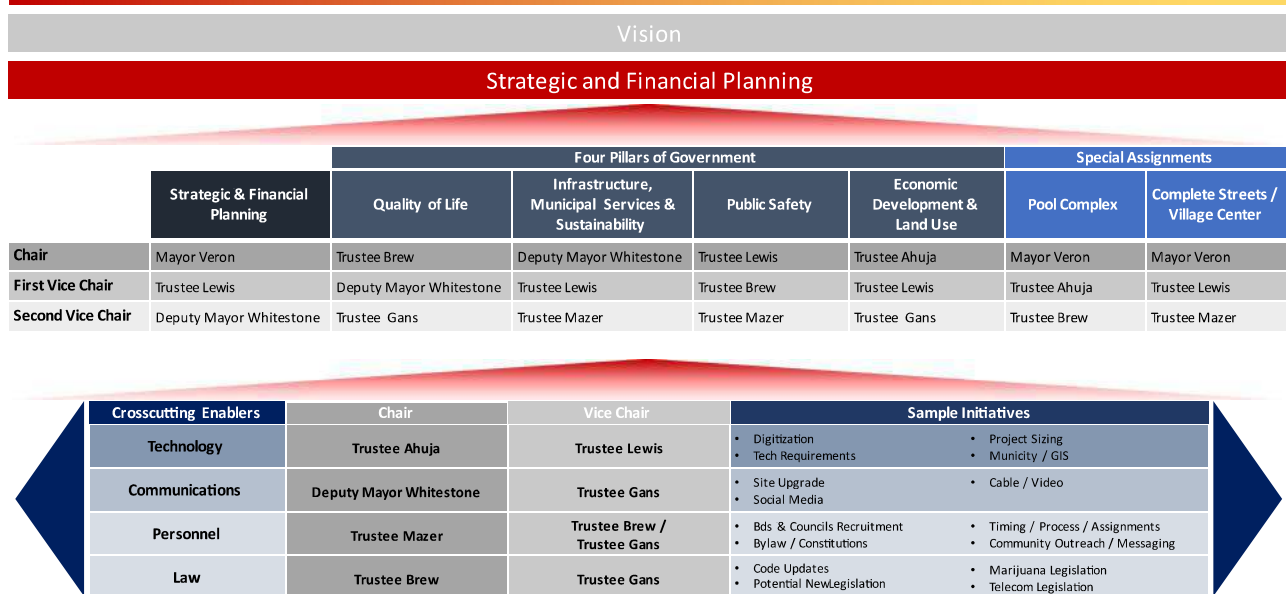 Vision
Strategic and Financial Planning
Four Pillars of Government Special Assignments
Strategic & Financial Planning
Quality of Life
Infrastructure, Municipal Services & Sustainability
Public Safety
Economic Development & Land Use
Pool Complex
Complete Streets / Village Center
Chair Mayor Veron Trustee Brew Deputy Mayor Whitestone Trustee Lewis Trustee Ahuja Mayor Veron Mayor Veron
First Vice Chair Trustee Lewis Deputy Mayor Whitestone Trustee Lewis Trustee Brew Trustee Lewis Trustee Ahuja Trustee Lewis
Second Vice Chair Deputy Mayor Whitestone Trustee Gans Trustee Mazer Trustee Mazer Trustee Gans Trustee Brew Trustee Mazer
Crosscutting Enablers Chair Vice Chair Sample Initiatives
Technology Trustee Ahuja Trustee Lewis
• Digitization • Project Sizing
• Tech Requirements • Municity / GIS
Communications Deputy Mayor Whitestone Trustee Gans
• Site Upgrade • Cable / Video
• Social Media
Personnel Trustee Mazer Trustee Brew / Trustee Gans
• Bds & Councils Recruitment • Timing / Process / Assignments
• Bylaw / Constitutions • Community Outreach / Messaging
Law Trustee Brew Trustee Gans
• Code Updates • Marijuana Legislation
• Potential NewLegislation • Telecom Legislation